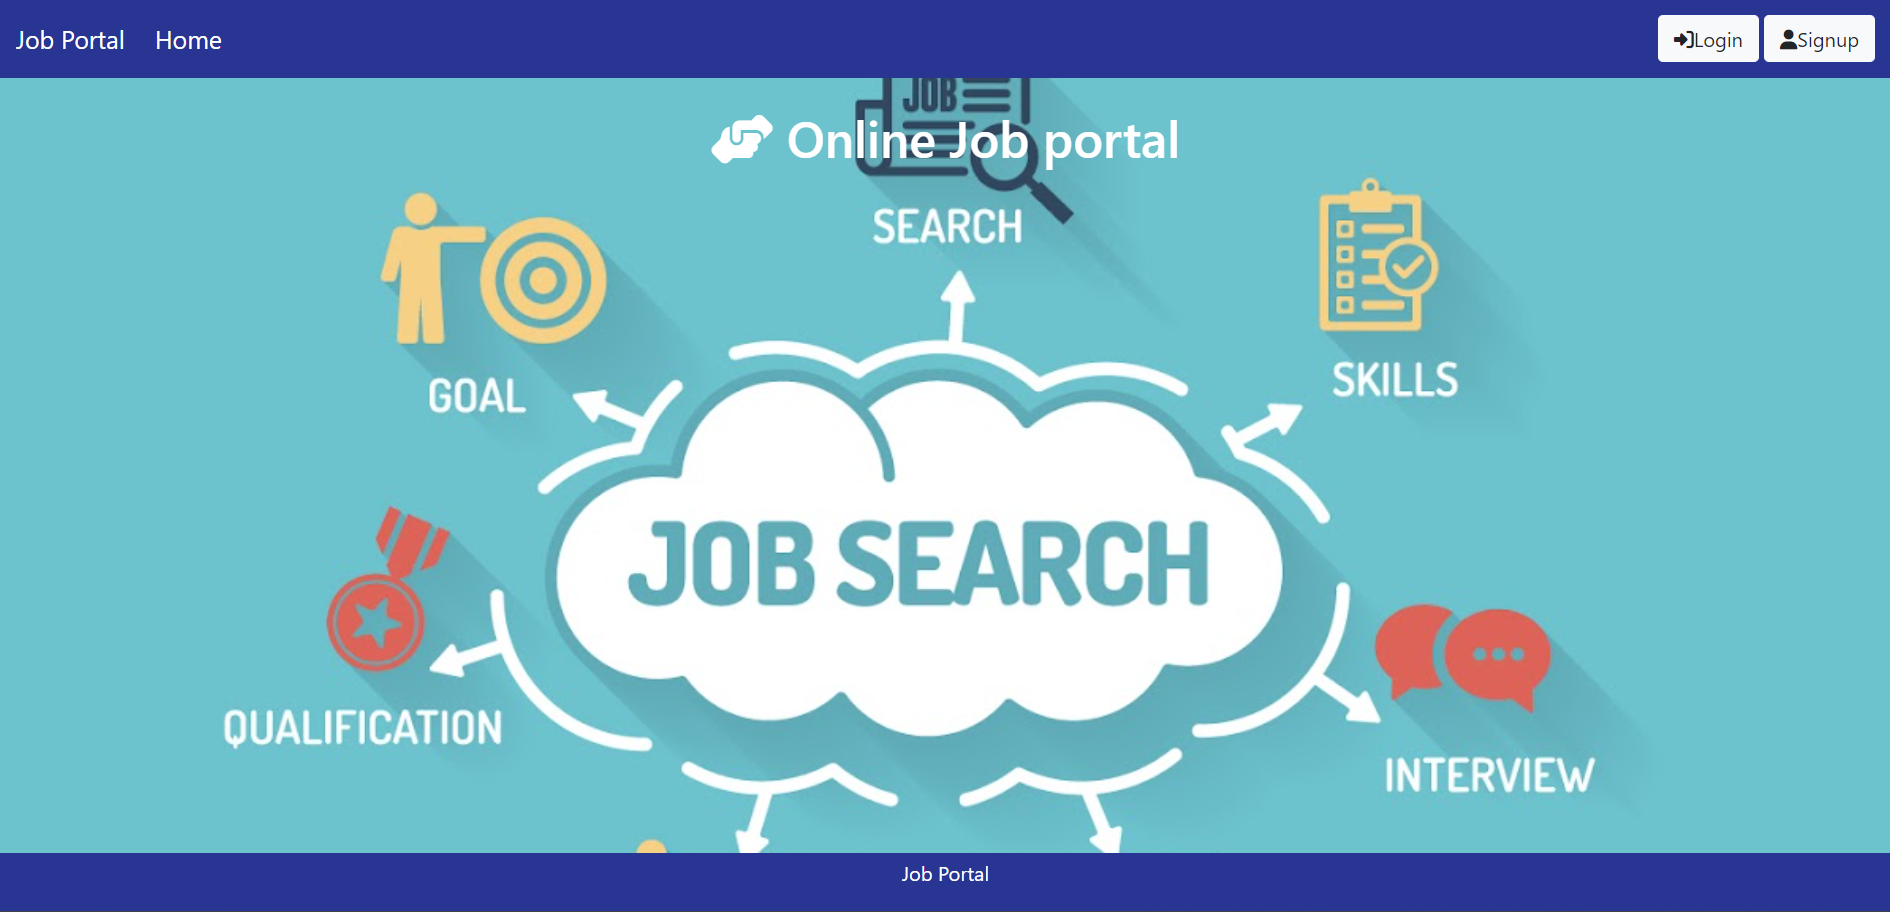 Job Portal Home Login Signup
JOB
Online Job portal
SEARCH
GOAL
SKILLS
JOB SEARCH
QUALIFICATION
INTERVIEW
Job Portal